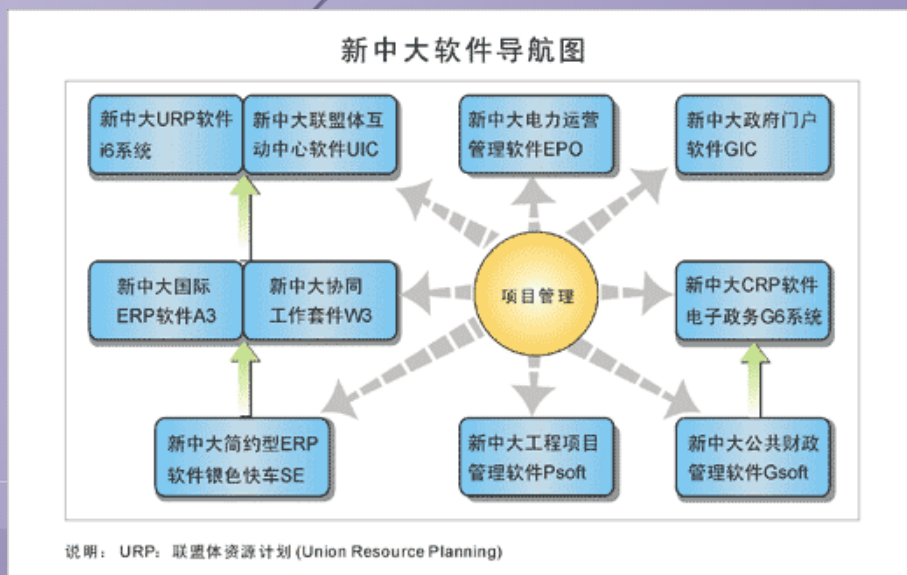 新中大软件导航图
新中大URP软件
i6系统
新中大联盟体互
动中心软件UIC
新中大电力运营
管理软件EPO
新中大政府门户
软件GIC
新中大国际
ERP软件A3
新中大协同
工作套件W3
项目管理
新中大CRP软件
电子政务G6系统
新中大简约型ERP
软件银色快车SE
新中大工程项目
管理软件Psoft
新中大公共财政
管理软件Gsoft
说明： URP：联盟体资源计划 (Union Resource Planning)